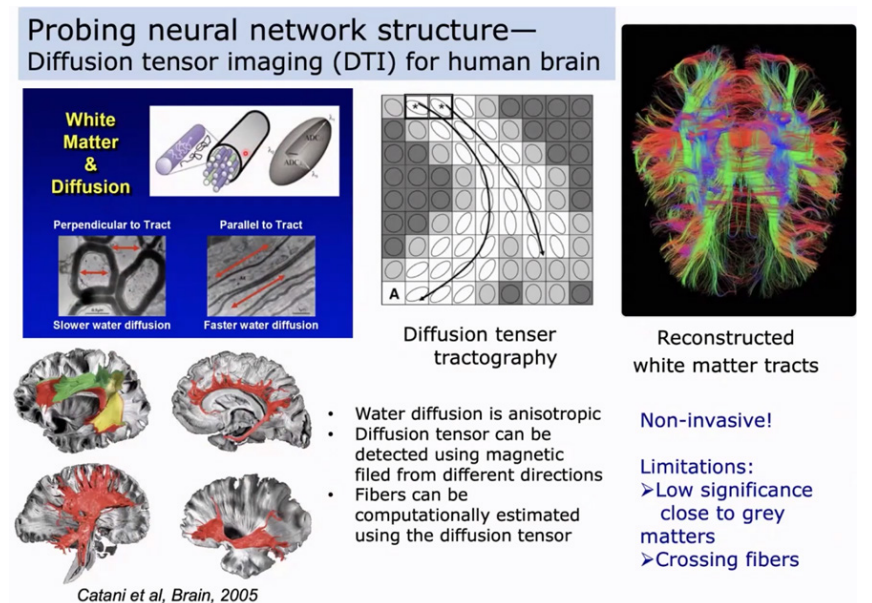 Probing neural network structure—
Diffusion tensor imaging (DTI) for human brain
White
Matter
&
Diffusion
ADC
ADC
Perpendicular to Tract
Parallel to Tract
Slower water diffusion
Faster water diffusion
A
Diffusion tenser
tractography
Reconstructed
white matter tracts
• Water diffusion is anisotropic
• Diffusion tensor can be
detected using magnetic
filed from different directions
• Fibers can be
computationally estimated
using the diffusion tensor
Non-invasive!
Limitations:
➢Low significance
close to grey
matters
➢Crossing fibers
Catani et al, Brain, 2005